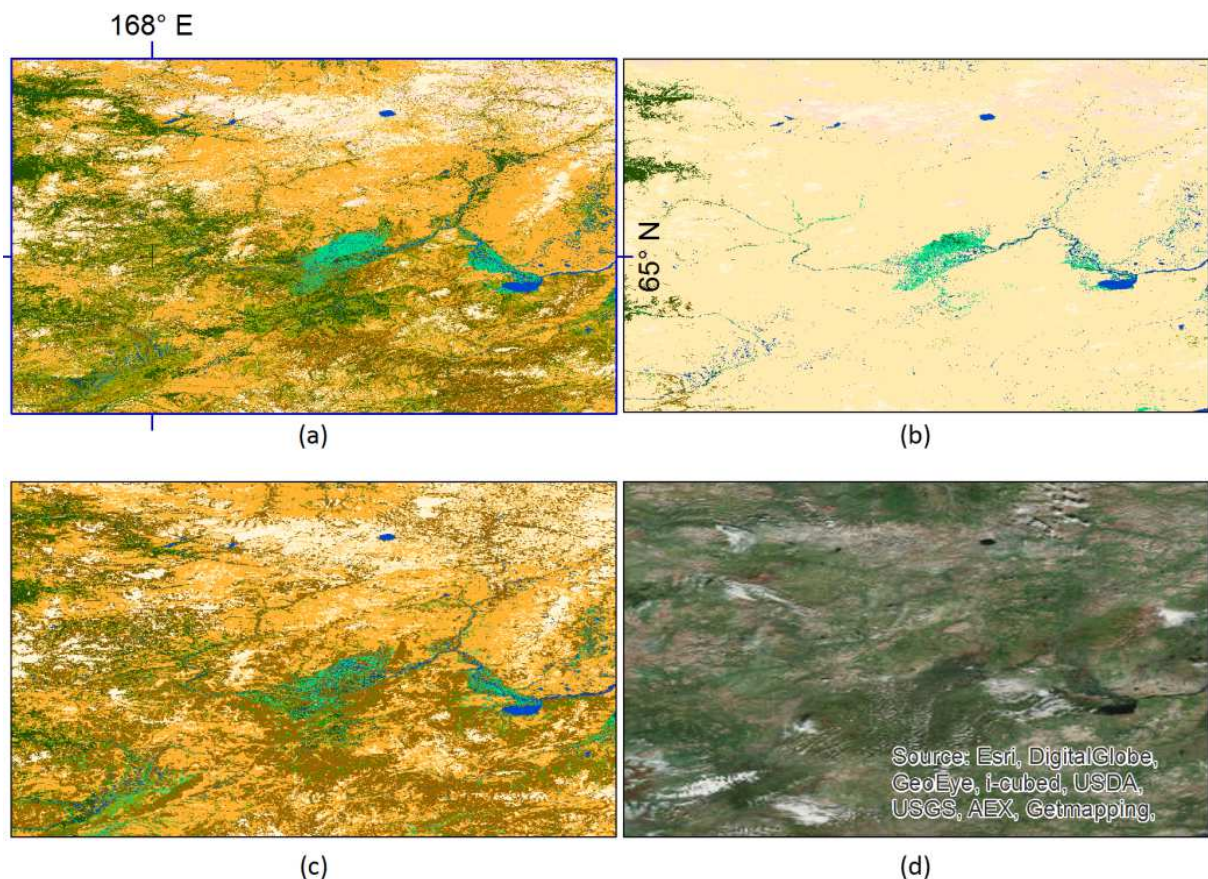 168° E
65° N
(a)
(b)
(c)
Source: Esri, DigitalGlobe,
GeoEye, i-cubed, USDA,
USGS, AEX, Getmapping,
(d)